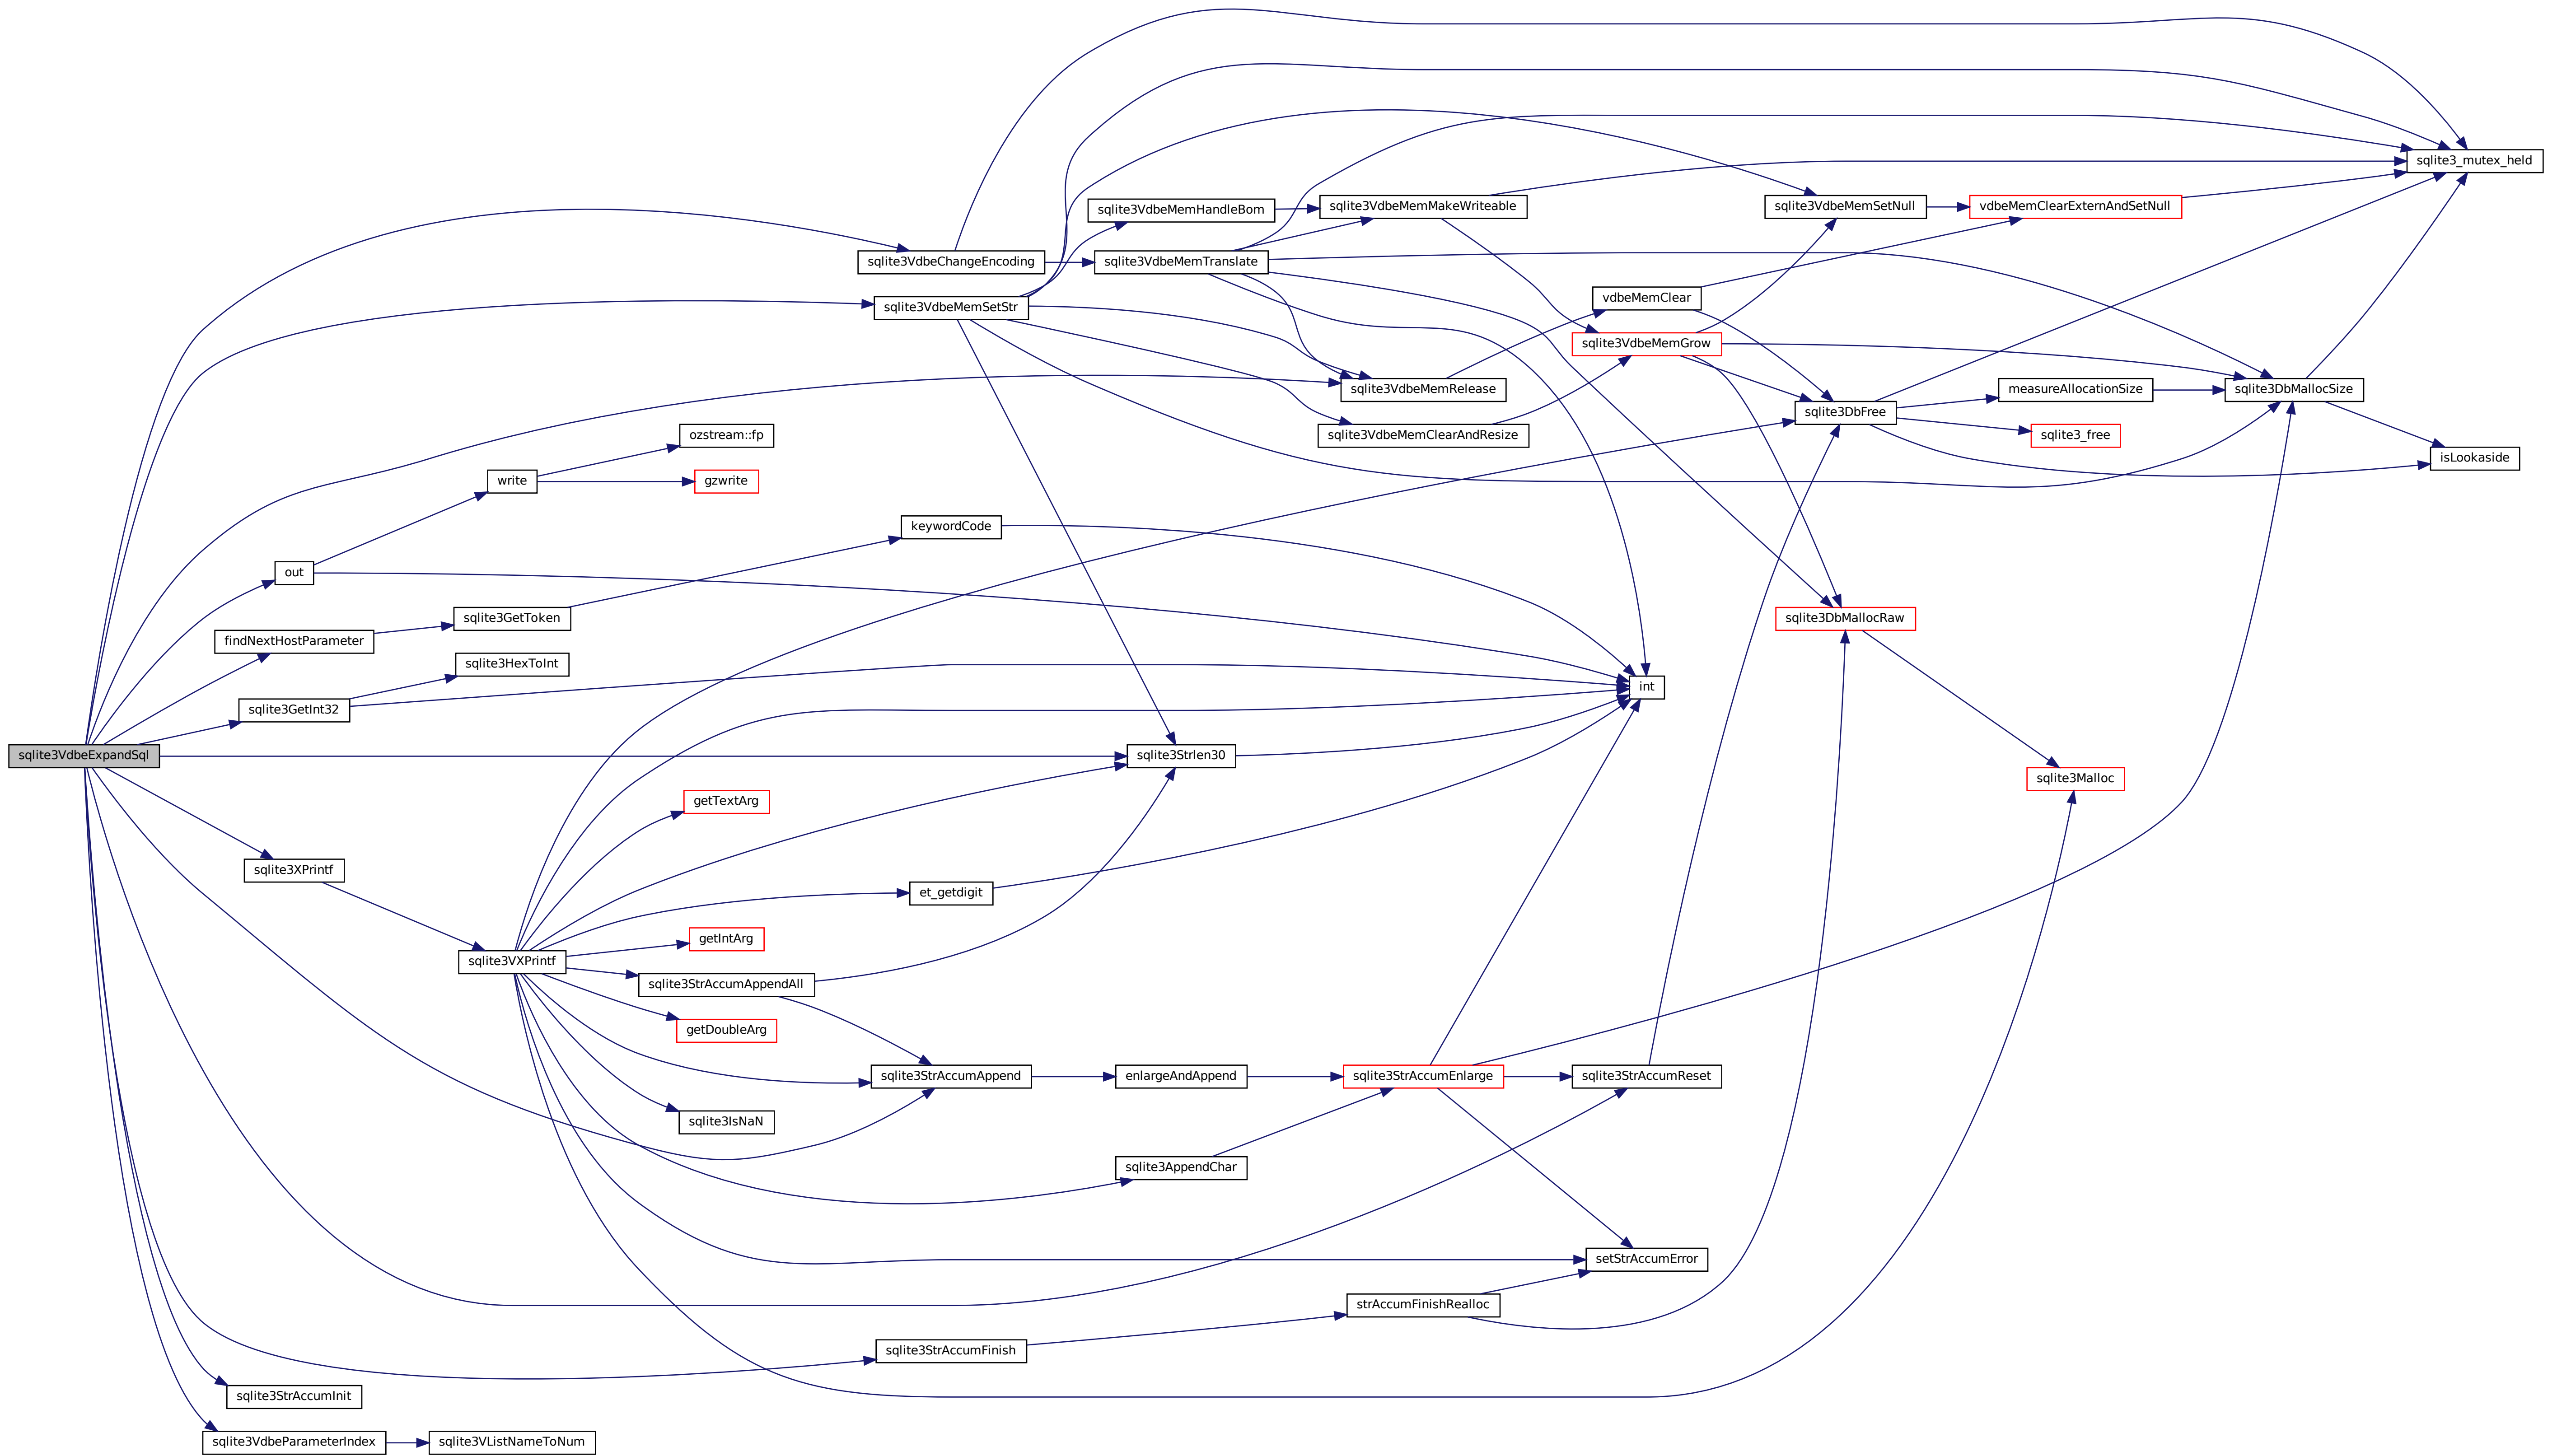 sqlite3_mutex_held
sqlite3VdbeMemHandleBom
sqlite3VdbeMemMakeWriteable
sqlite3VdbeMemSetNull
vdbeMemClearExternAndSetNull
sqlite3VdbeChangeEncoding
sqlite3VdbeMemTranslate
sqlite3VdbeMemSetStr
vdbeMemClear
sqlite3VdbeMemGrow
sqlite3VdbeMemRelease
measureAllocationSize
sqlite3DbMallocSize
sqlite3DbFree
ozstream::fp
sqlite3VdbeMemClearAndResize
sqlite3_free
isLookaside
write
gzwrite
keywordCode
out
sqlite3GetToken
sqlite3DbMallocRaw
findNextHostParameter
sqlite3HexToInt
int
sqlite3GetInt32
sqlite3VdbeExpandSql
sqlite3Strlen30
sqlite3Malloc
getTextArg
sqlite3XPrintf
et_getdigit
getIntArg
sqlite3VXPrintf
sqlite3StrAccumAppendAll
getDoubleArg
sqlite3StrAccumAppend
enlargeAndAppend
sqlite3StrAccumEnlarge
sqlite3StrAccumReset
sqlite3IsNaN
sqlite3AppendChar
setStrAccumError
strAccumFinishRealloc
sqlite3StrAccumFinish
sqlite3StrAccumInit
sqlite3VdbeParameterIndex
sqlite3VListNameToNum